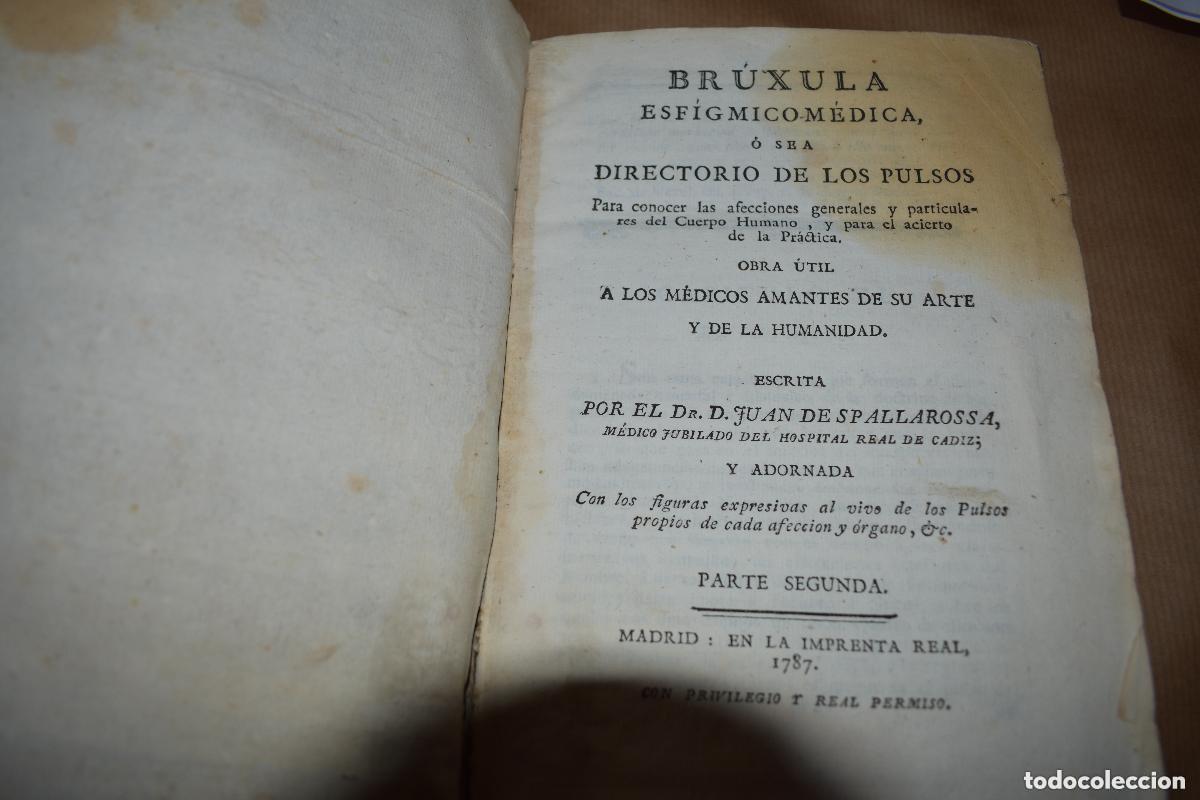 BRÚXULA
ESFÍGMICO-MÉDICA,
Ó SEA
DIRECTORIO DE LOS PULSOS
Para conocer las afecciones generales y particula-
res del Cuerpo Humano , y para el acierto
de la Práctica.
OBRA ÚTIL
A LOS MÉDICOS AMANTES DE SU ARTE
Y DE LA HUMANIDAD.
ESCRITA
POR EL DR. D. JUAN DE SPALLAROSSA,
MÉDICO JUBILADO DEL HOSPITAL REAL DE CADIZ;
Y ADORNADA
Con los figuras expresivas al vivo de los Pulsos
propios de cada afeccion y órgano, &c.
PARTE SEGUNDA.
MADRID : EN LA IMPRENTA REAL,
1787.
CON PRIVILEGIO Y REAL PERMISO.
todocoleccion